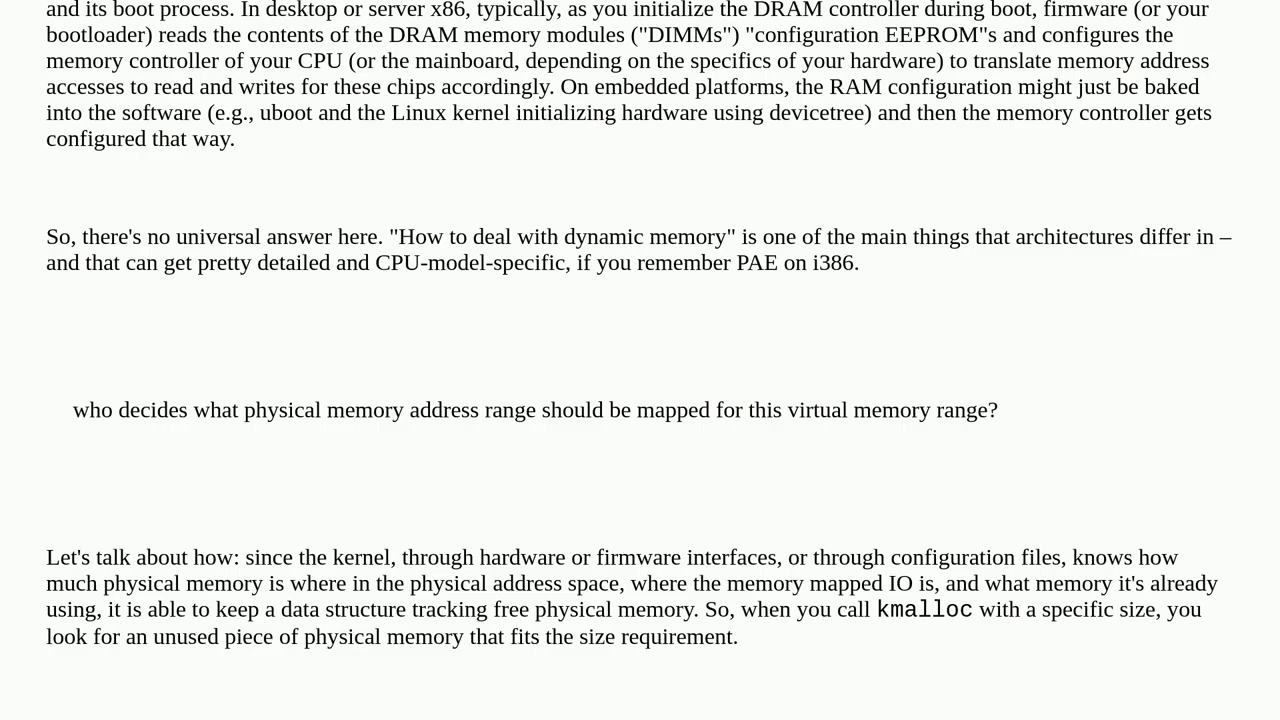 and its boot process. In desktop or server x86, typically, as you initialize the DRAM controller during boot, firmware (or your
bootloader) reads the contents of the DRAM memory modules ("DIMMs") "configuration EEPROM"s and configures the
memory controller of your CPU (or the mainboard, depending on the specifics of your hardware) to translate memory address
accesses to read and writes for these chips accordingly. On embedded platforms, the RAM configuration might just be baked
into the software (e.g., uboot and the Linux kernel initializing hardware using devicetree) and then the memory controller gets
configured that way.
So, there's no universal answer here. "How to deal with dynamic memory" is one of the main things that architectures differ in –
and that can get pretty detailed and CPU-model-specific, if you remember PAE on i386.
who decides what physical memory address range should be mapped for this virtual memory range?
Let's talk about how: since the kernel, through hardware or firmware interfaces, or through configuration files, knows how
much physical memory is where in the physical address space, where the memory mapped IO is, and what memory it's already
using, it is able to keep a data structure tracking free physical memory. So, when you call kmalloc with a specific size, you
look for an unused piece of physical memory that fits the size requirement.